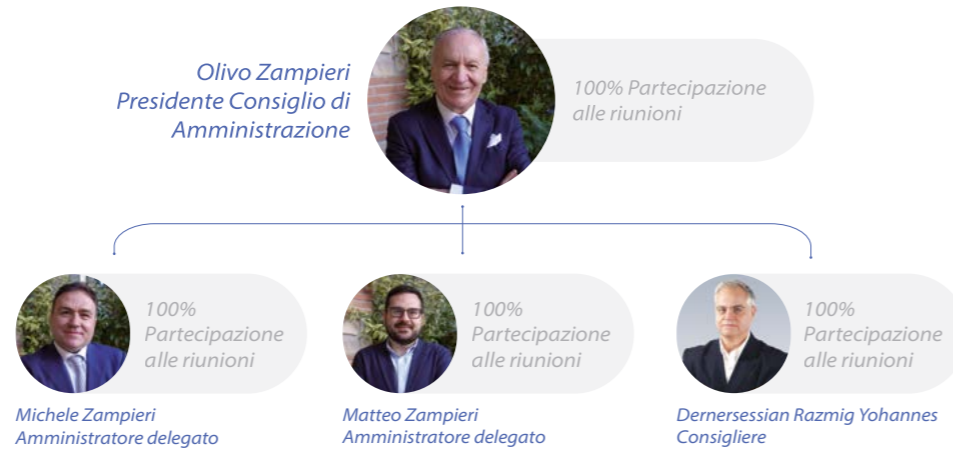 Olivo Zampieri
Presidente Consiglio di
Amministrazione
100% Partecipazione
alle riunioni
100%
Partecipazione
alle riunioni
Michele Zampieri
Amministratore delegato
100%
Partecipazione
alle riunioni
Matteo Zampieri
Amministratore delegato
100%
Partecipazione
alle riunioni
Dernersessian Razmig Yohannes
Consigliere